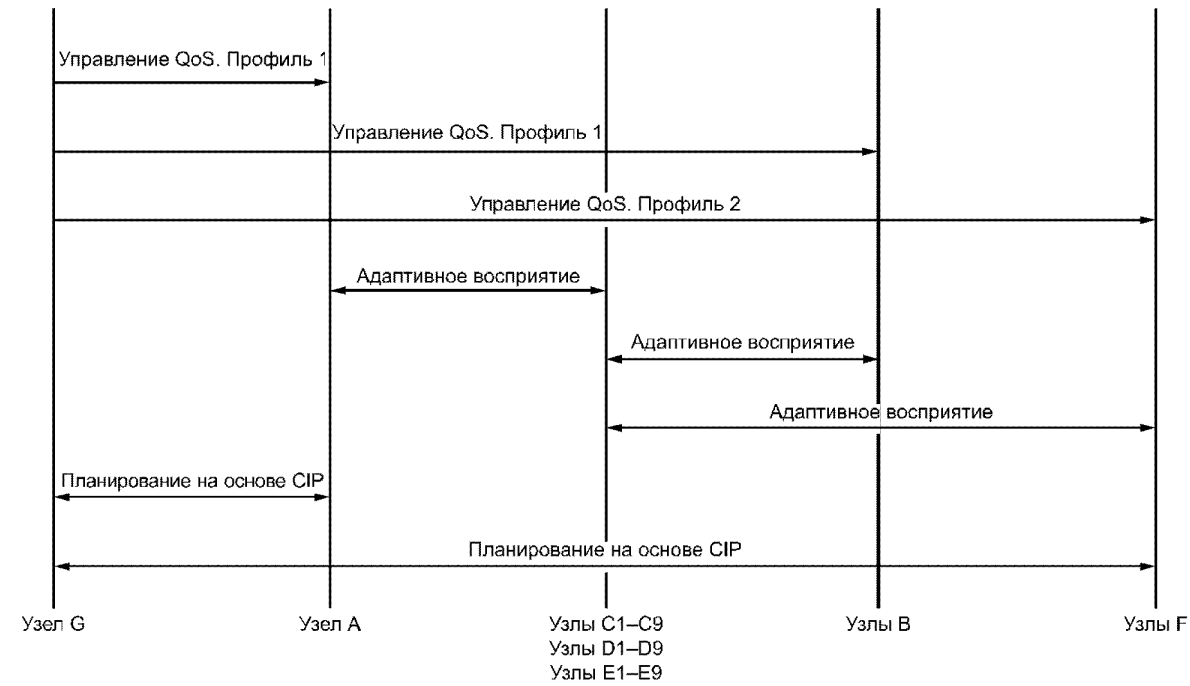 Управление QoS. Профиль 1
Управление QoS. Профиль 1
Управление QoS. Профиль 2
Адаптивное восприятие
Адаптивное восприятие
Адаптивное восприятие
Планирование на основе CIP
Планирование на основе CIP
Узел G
Узел A
Узлы C1–C9
Узлы D1–D9
Узлы E1–E9
Узлы B
Узлы F